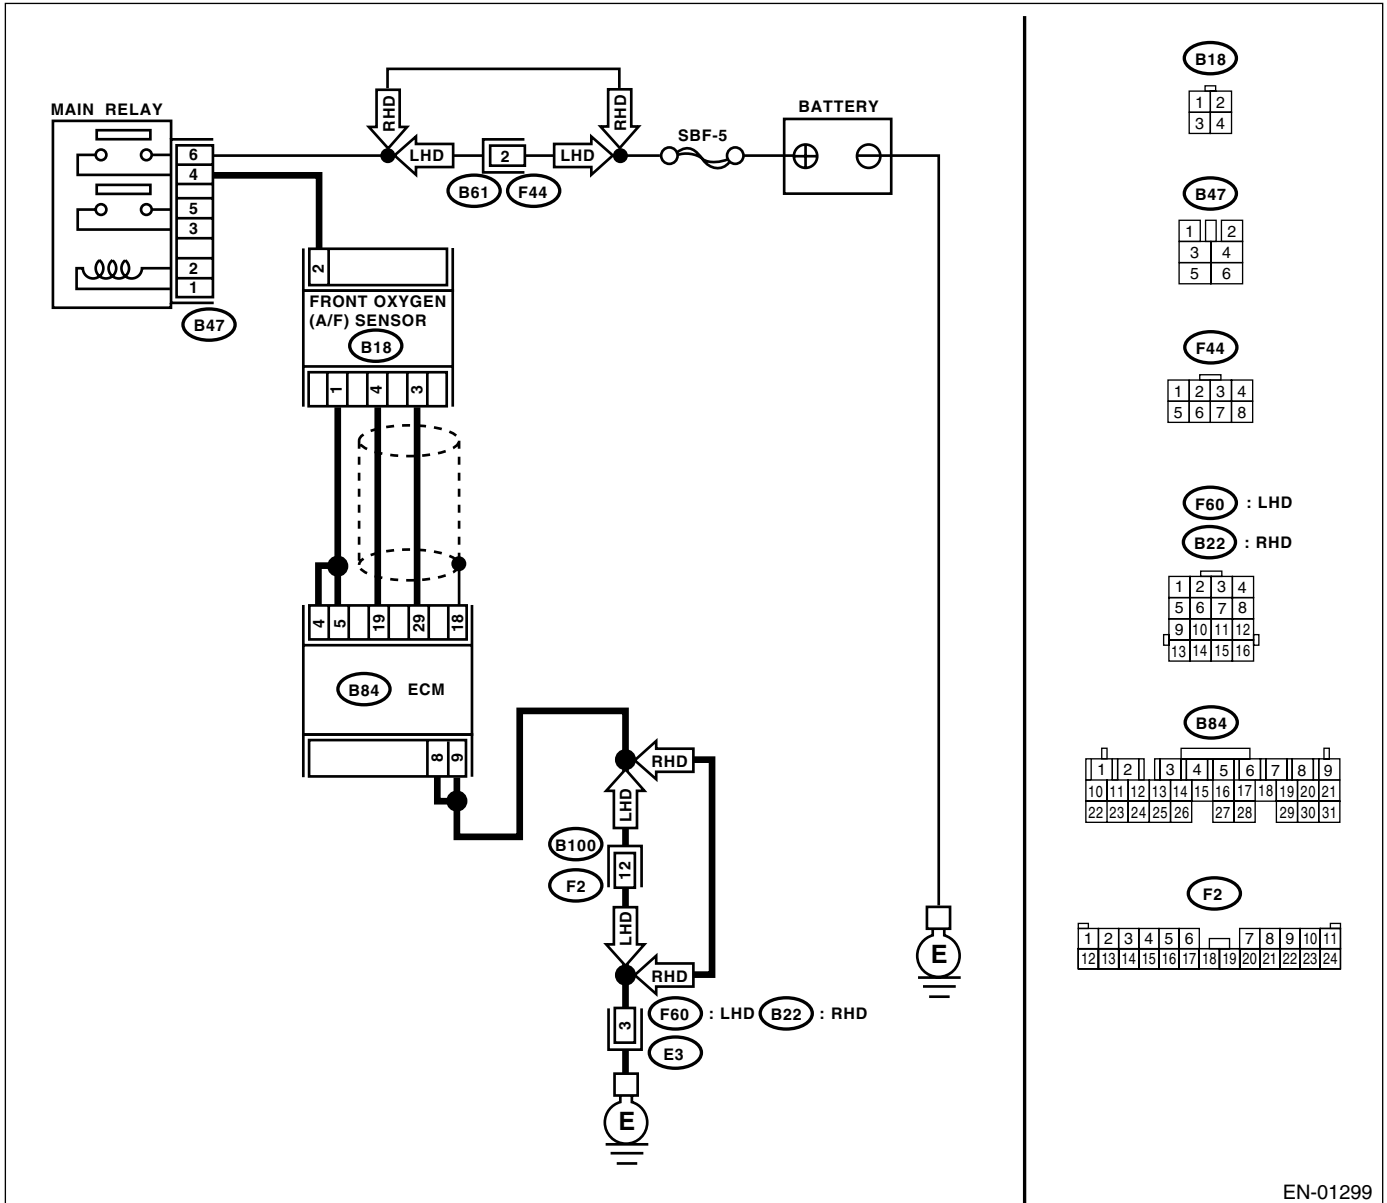 MAIN RELAY
6
4
5
3
2
1
B47
RHD
RHD
LHD
2
LHD
B61
F44
SBF-5
BATTERY
2
FRONT OXYGEN
(A/F) SENSOR
B18
1
4
3
4
5
19
29
18
B84
ECM
8
9
RHD
LHD
B100
12
F2
LHD
RHD
3
F60 : LHD B22 : RHD
E3
E
E
B18
1 2
3 4
B47
1 2
3 4
5 6
F44
1 2 3 4
5 6 7 8
F60 : LHD
B22 : RHD
1 2 3 4
5 6 7 8
9 10 11 12
13 14 15 16
B84
1 2 3 4 5 6 7 8 9
10 11 12 13 14 15 16 17 18 19 20 21
22 23 24 25 26 27 28 29 30 31
F2
1 2 3 4 5 6 7 8 9 10 11
12 13 14 15 16 17 18 19 20 21 22 23 24
EN-01299